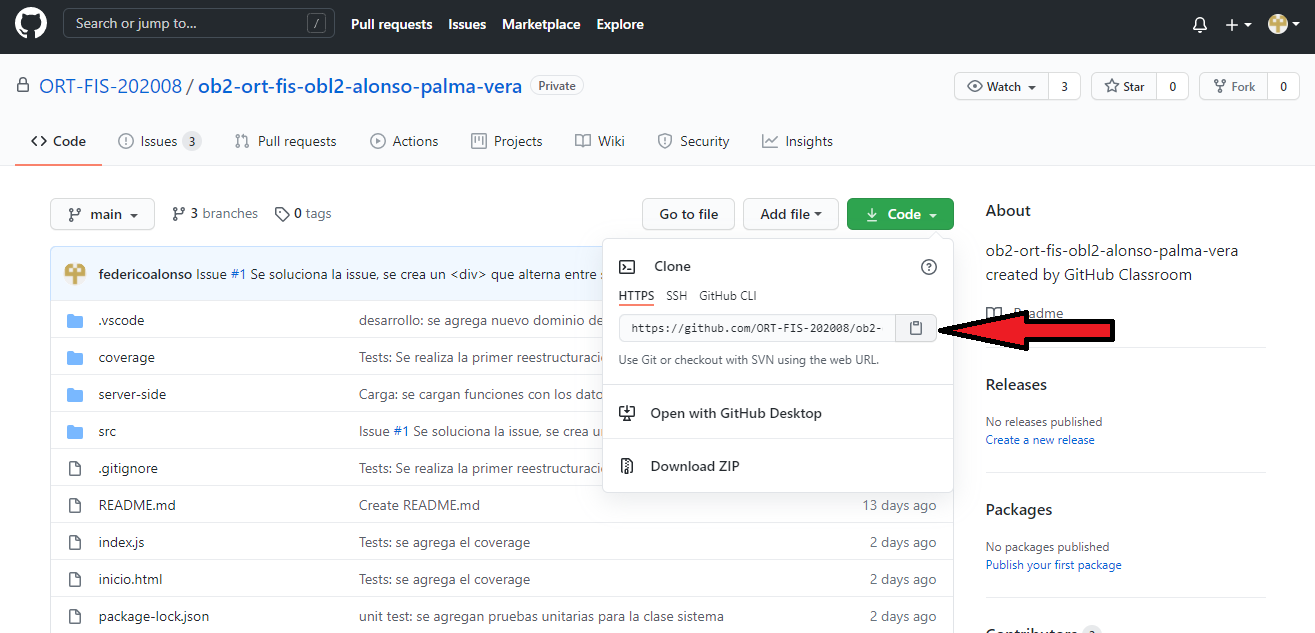 Search or jump to... /
Pull requests Issues Marketplace Explore
ORT-FIS-202008 / ob2-ort-fis-obl2-alonso-palma-vera Private
Watch 3 Star 0 Fork 0
Code Issues 3 Pull requests Actions Projects Wiki Security Insights
main 3 branches 0 tags Go to file Add file Code
federicoalonso Issue #1 Se soluciona la issue, se crea un <div> que alterna entre
.vscode desarrollo: se agrega nuevo dominio de
coverage Tests: Se realiza la primer reestructuraci
server-side Carga: se cargan funciones con los dato
src Issue #1 Se soluciona la issue, se crea u
.gitignore Tests: Se realiza la primer reestructuraci
README.md Create README.md 13 days ago
index.js Tests: se agrega el coverage 2 days ago
inicio.html Tests: se agrega el coverage 2 days ago
package-lock.json unit test: se agregan pruebas unitarias para la clase sistema 2 days ago
Clone ?
HTTPS SSH GitHub CLI
https://github.com/ORT-FIS-202008/ob2-
Use Git or checkout with SVN using the web URL.
Open with GitHub Desktop
Download ZIP
About
ob2-ort-fis-obl2-alonso-palma-vera
created by GitHub Classroom
Readme
Releases
No releases published
Create a new release
Packages
No packages published
Publish your first package
Contributors